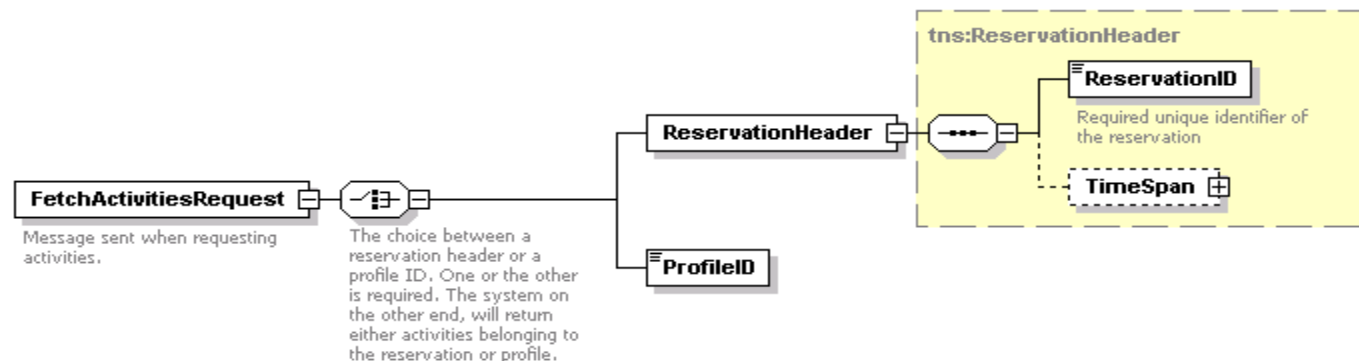 tns:ReservationHeader
ReservationID
Required unique identifier of
the reservation
ReservationHeader
TimeSpan
FetchActivitiesRequest
Message sent when requesting
activities.
The choice between a
reservation header or a
profile ID. One or the other
is required. The system on
the other end, will return
either activities belonging to
the reservation or profile.
ProfileID